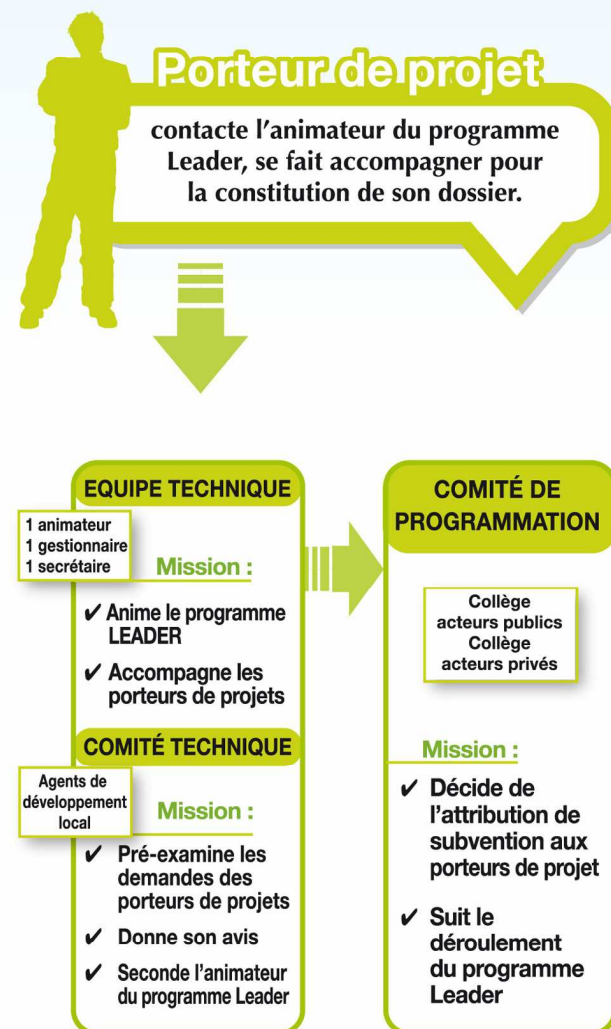 Porteur de projet
contacte l'animateur du programme
Leader, se fait accompagner pour
la constitution de son dossier.
EQUIPE TECHNIQUE
1 animateur
1 gestionnaire
1 secrétaire
Mission :
✔ Anime le programme
LEADER
✔ Accompagne les
porteurs de projets
COMITÉ TECHNIQUE
Agents de
développement
local
Mission :
✔ Pré-examine les
demandes des
porteurs de projets
✔ Donne son avis
✔ Seconde l'animateur
du programme Leader
COMITÉ DE
PROGRAMMATION
Collège
acteurs publics
Collège
acteurs privés
Mission :
✔ Décide de
l'attribution de
subvention aux
porteurs de projet
✔ Suit le
déroulement
du programme
Leader